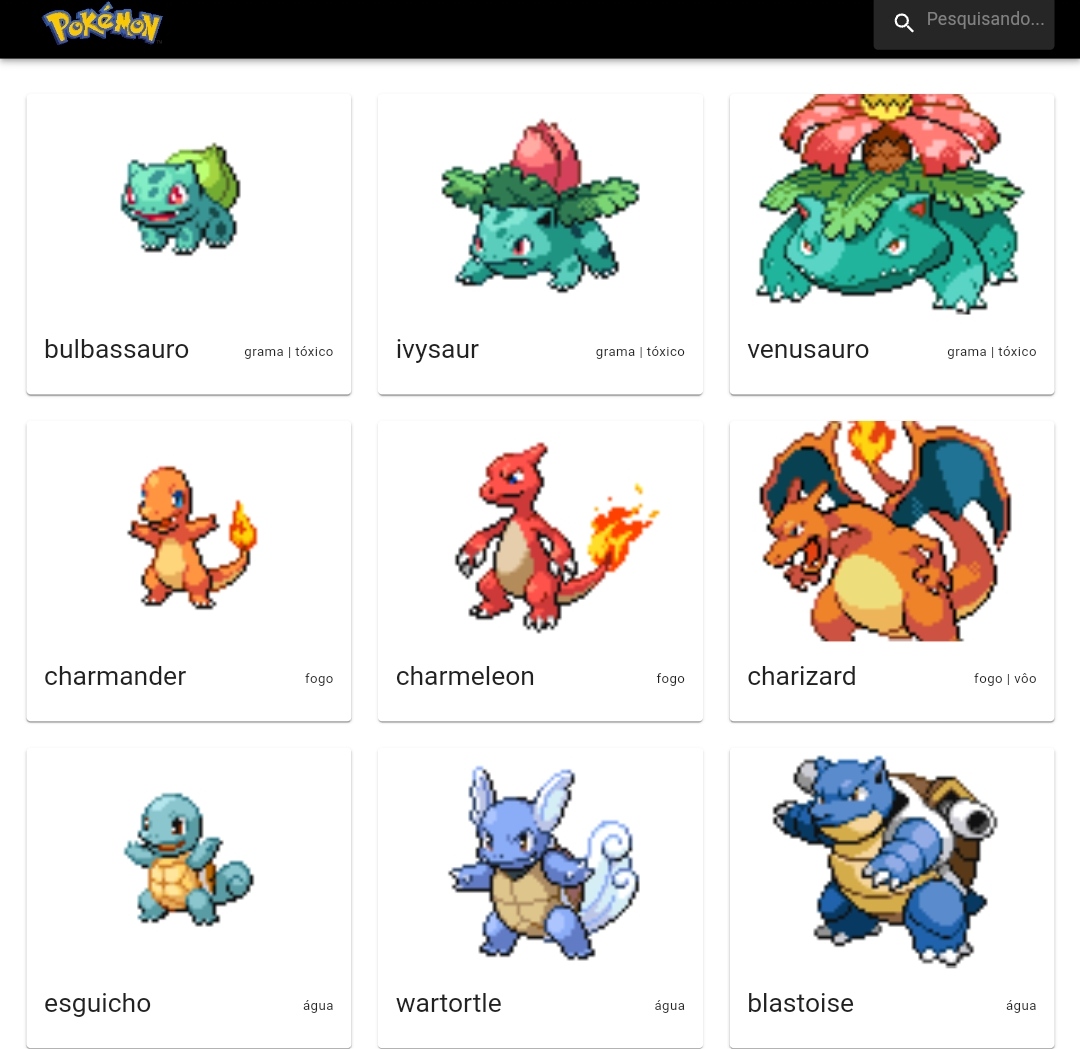 POKÉMON
Pesquisando...
bulbassauro grama | tóxico
ivysaur grama | tóxico
venusauro grama | tóxico
charmander fogo
charmeleon fogo
charizard fogo | vôo
esguicho água
wartortle água
blastoise água